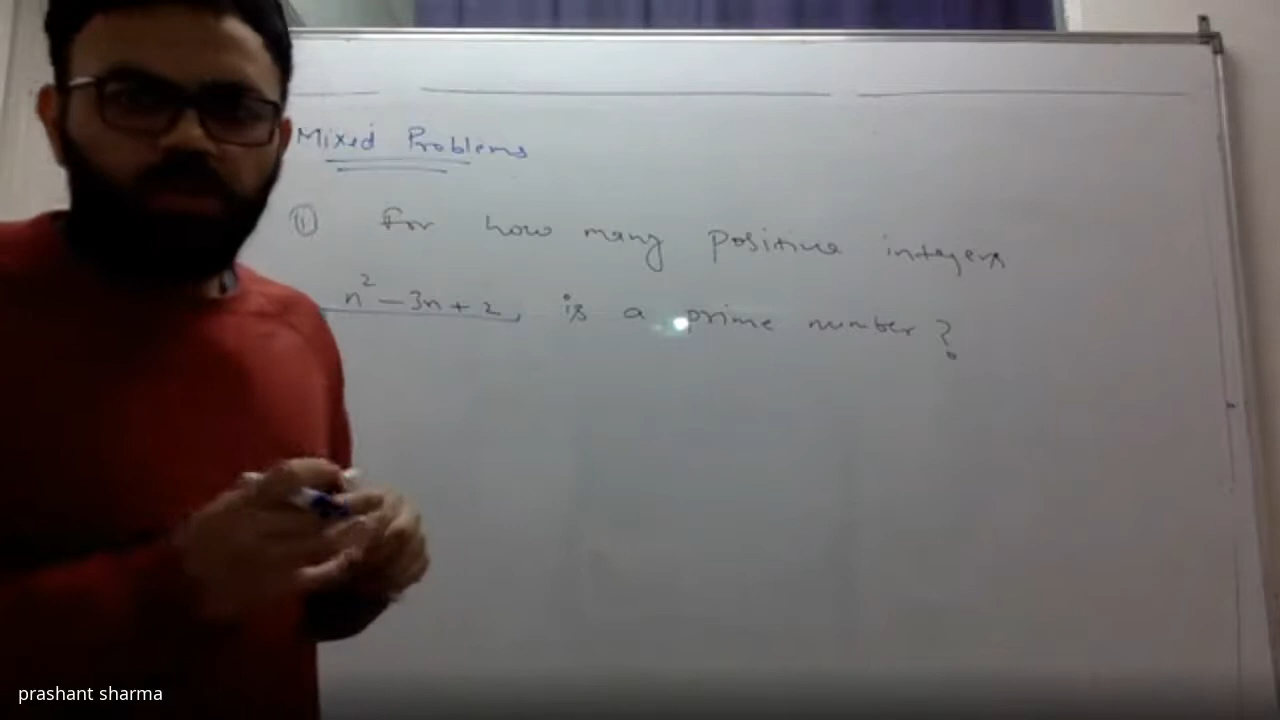 Mixed Problems
(1) For how many positive integers
n² - 3n + 2, is a prime number?
prashant sharma